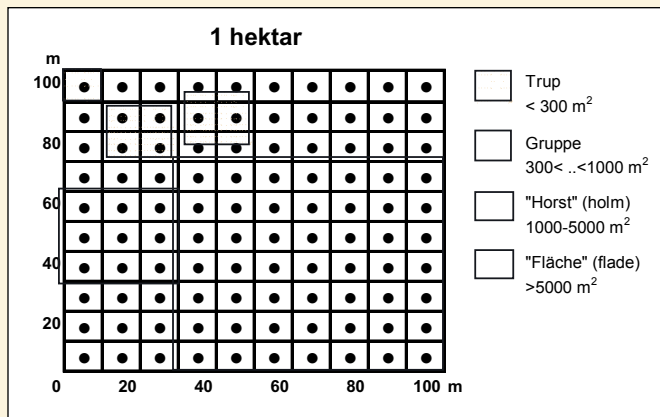 1 hektar
m
100
80
60
40
20
0 20 40 60 80 100 m
Trup
< 300 m²
Gruppe
300< ..<1000 m²
"Horst" (holm)
1000-5000 m²
"Fläche" (flade)
>5000 m²